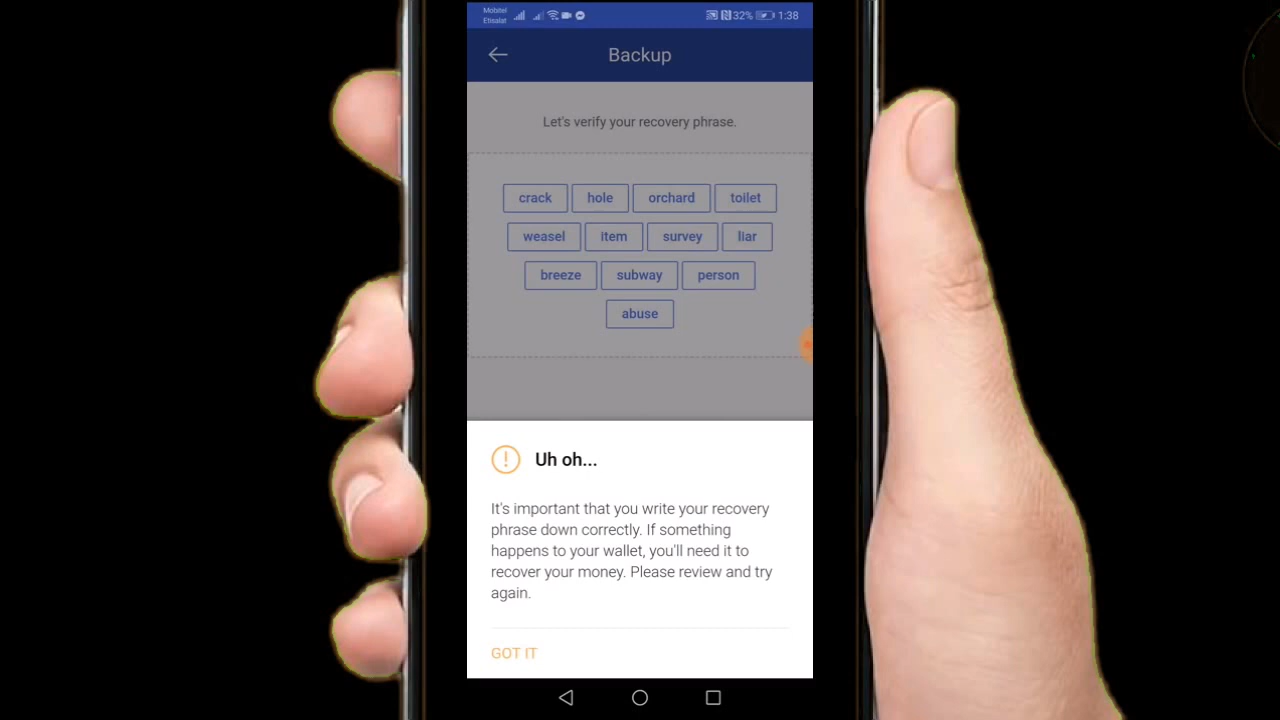 Mobitel
Etisalat
32% 1:38
Backup
Let's verify your recovery phrase.
crack hole orchard toilet
weasel item survey liar
breeze subway person
abuse
Uh oh...
It's important that you write your recovery
phrase down correctly. If something
happens to your wallet, you'll need it to
recover your money. Please review and try
again.
GOT IT